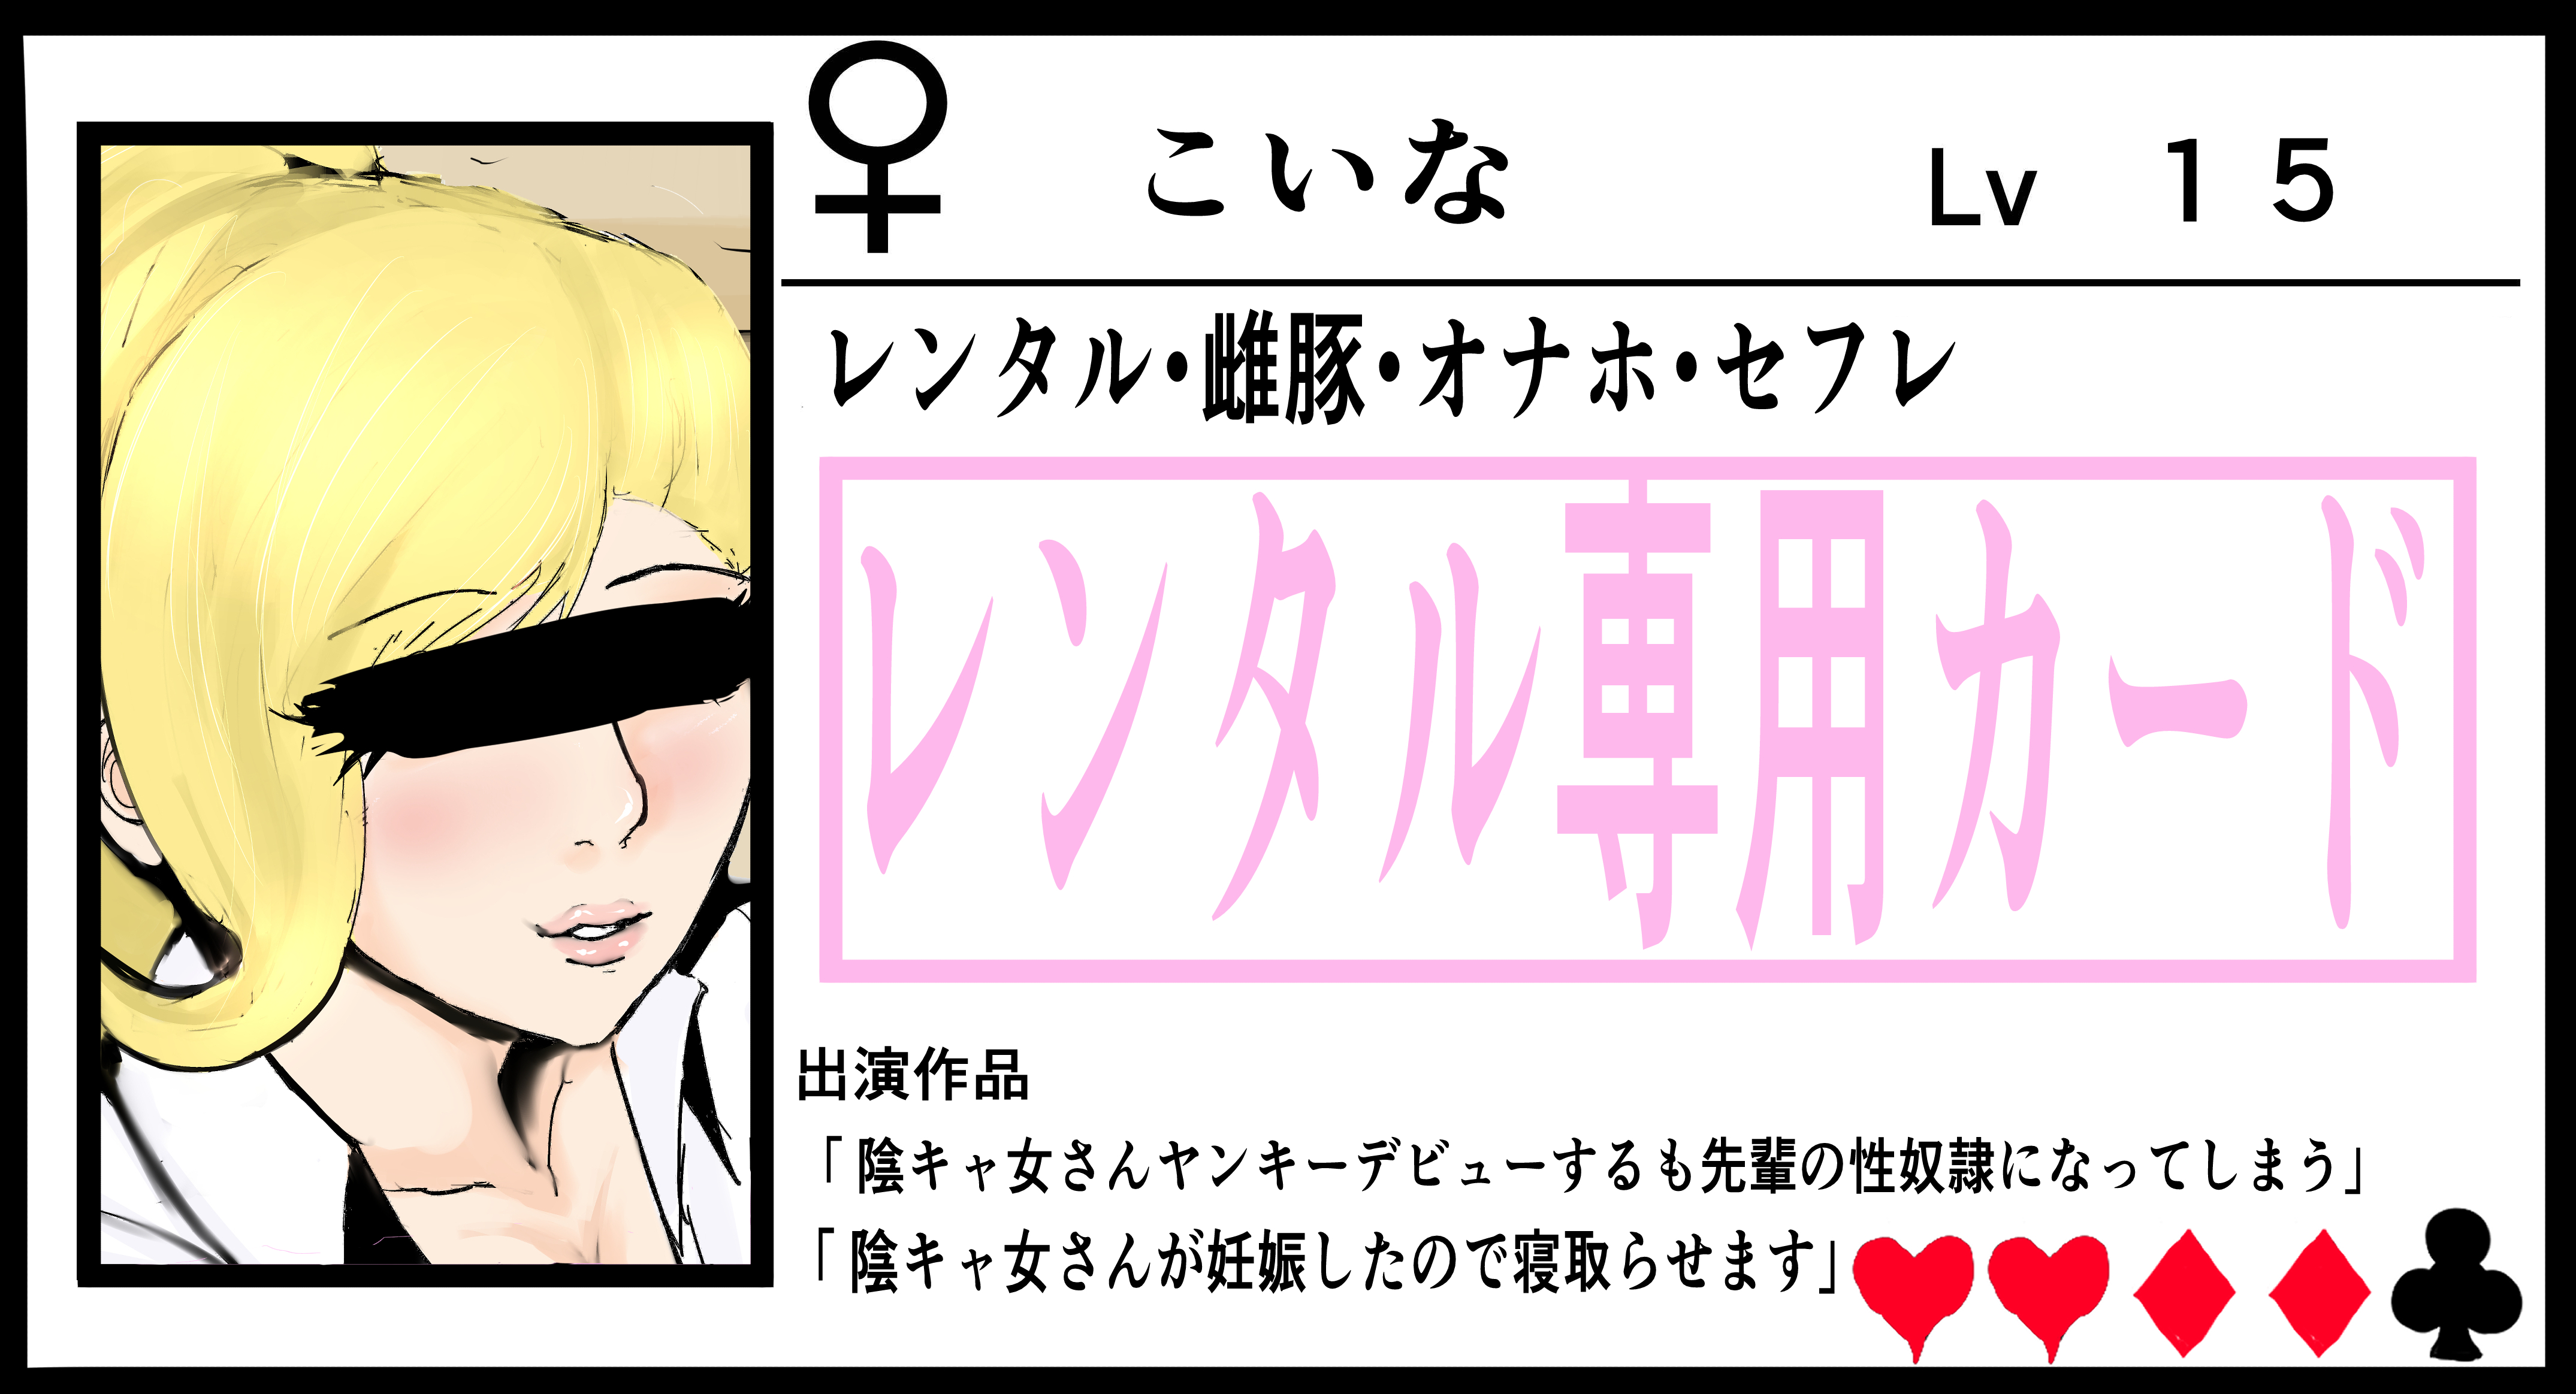 ♀ こいな Lv 15
レンタル・雌豚・オナホ・セフレ
レンタル専用カード
出演作品
「陰キャ女さんヤンキーデビューするも先輩の性奴隷になってしまう」
「陰キャ女さんが妊娠したので寝取らせます」